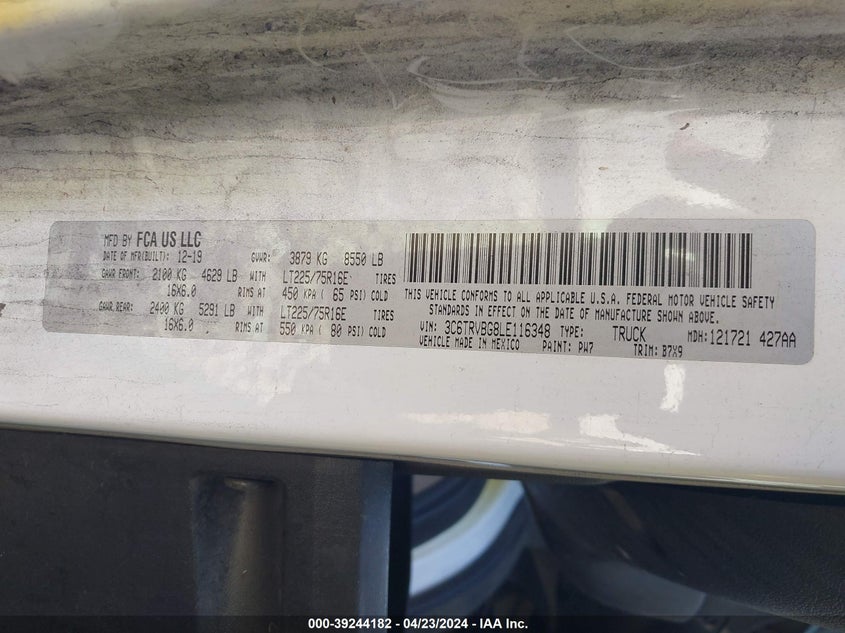 MFD BY FCA US LLC
DATE OF MFR(BUILT): 12-19 GVWR: 3879 KG 8550 LB
GAWR FRONT: 2100 KG 4629 LB WITH LT225/75R16E TIRES
16X6.0 RIMS AT 450 KPA ( 65 PSI) COLD
GAWR REAR: 2400 KG 5291 LB WITH LT225/75R16E TIRES
16X6.0 RIMS AT 550 KPA ( 80 PSI) COLD
THIS VEHICLE CONFORMS TO ALL APPLICABLE U.S.A. FEDERAL MOTOR VEHICLE SAFETY
STANDARDS IN EFFECT ON THE DATE OF MANUFACTURE SHOWN ABOVE.
VIN: 3C6TRVBG8LE116348 TYPE: TRUCK MDH: 121721 427AA
VEHICLE MADE IN MEXICO PAINT: PW7 TRIM: B7X9
000-39244182 - 04/23/2024 - IAA Inc.